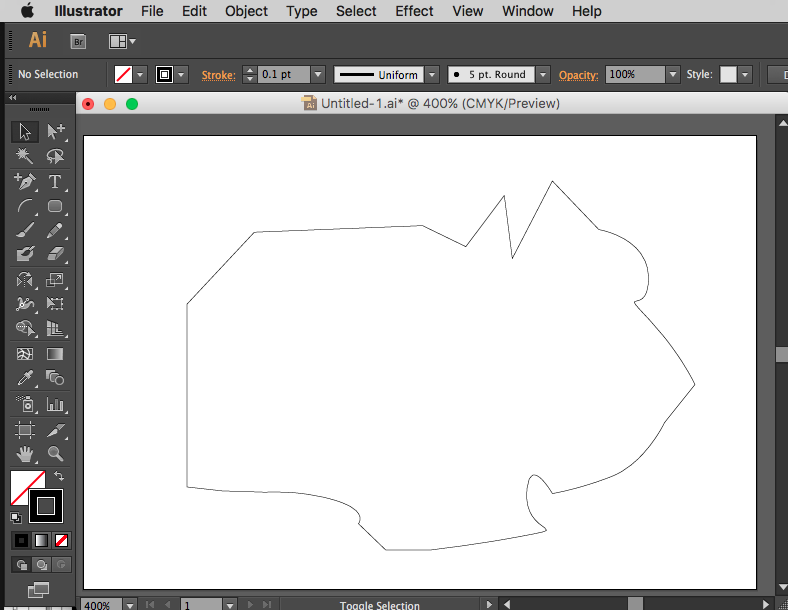 Illustrator File Edit Object Type Select Effect View Window Help
Ai Br
No Selection Stroke: 0.1 pt Uniform 5 pt. Round Opacity: 100% Style:
Ai Untitled-1.ai* @ 400% (CMYK/Preview)
T
400% 1 Toggle Selection